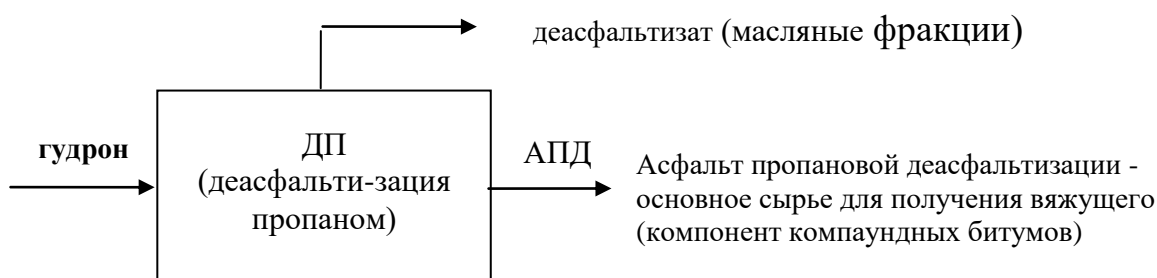 деасфальтизат (масляные фракции)
гудрон
ДП
(деасфальти-зация
пропаном)
АПД
Асфальт пропановой деасфальтизации -
основное сырье для получения вяжущего
(компонент компаундных битумов)